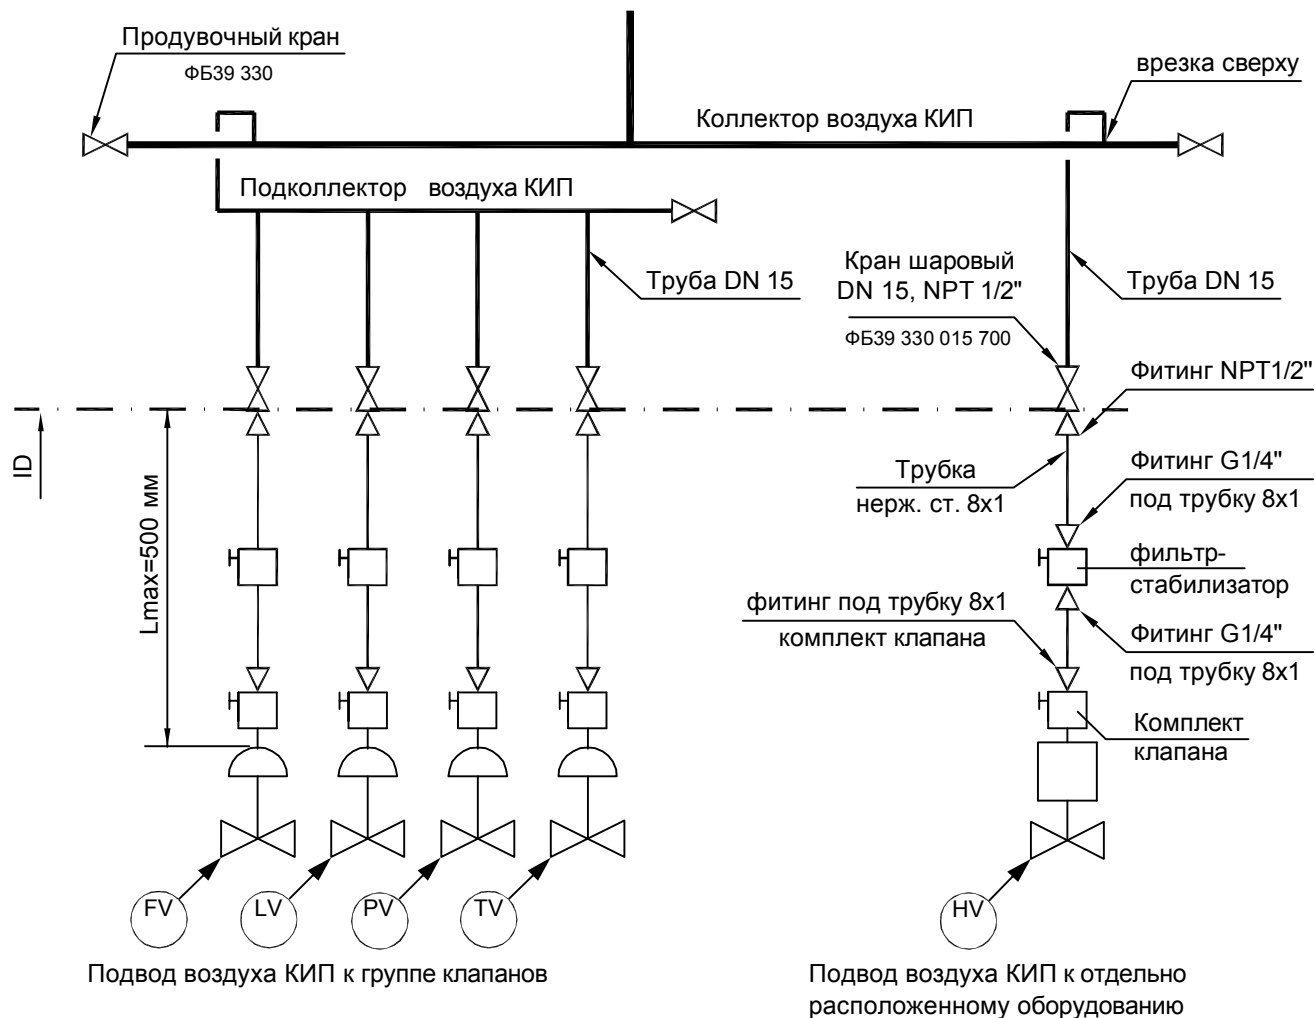 Продувочный кран
ФБ39 330
врезка сверху
Коллектор воздуха КИП
Подколлектор воздуха КИП
Труба DN 15
Кран шаровый
DN 15, NPT 1/2"
ФБ39 330 015 700
Труба DN 15
Фитинг NPT1/2"
ID
Lmax=500 мм
Трубка
нерж. ст. 8х1
Фитинг G1/4"
под трубку 8х1
фильтр-
стабилизатор
фитинг под трубку 8х1
комплект клапана
Фитинг G1/4"
под трубку 8х1
Комплект
клапана
FV
LV
PV
TV
HV
Подвод воздуха КИП к группе клапанов
Подвод воздуха КИП к отдельно
расположенному оборудованию